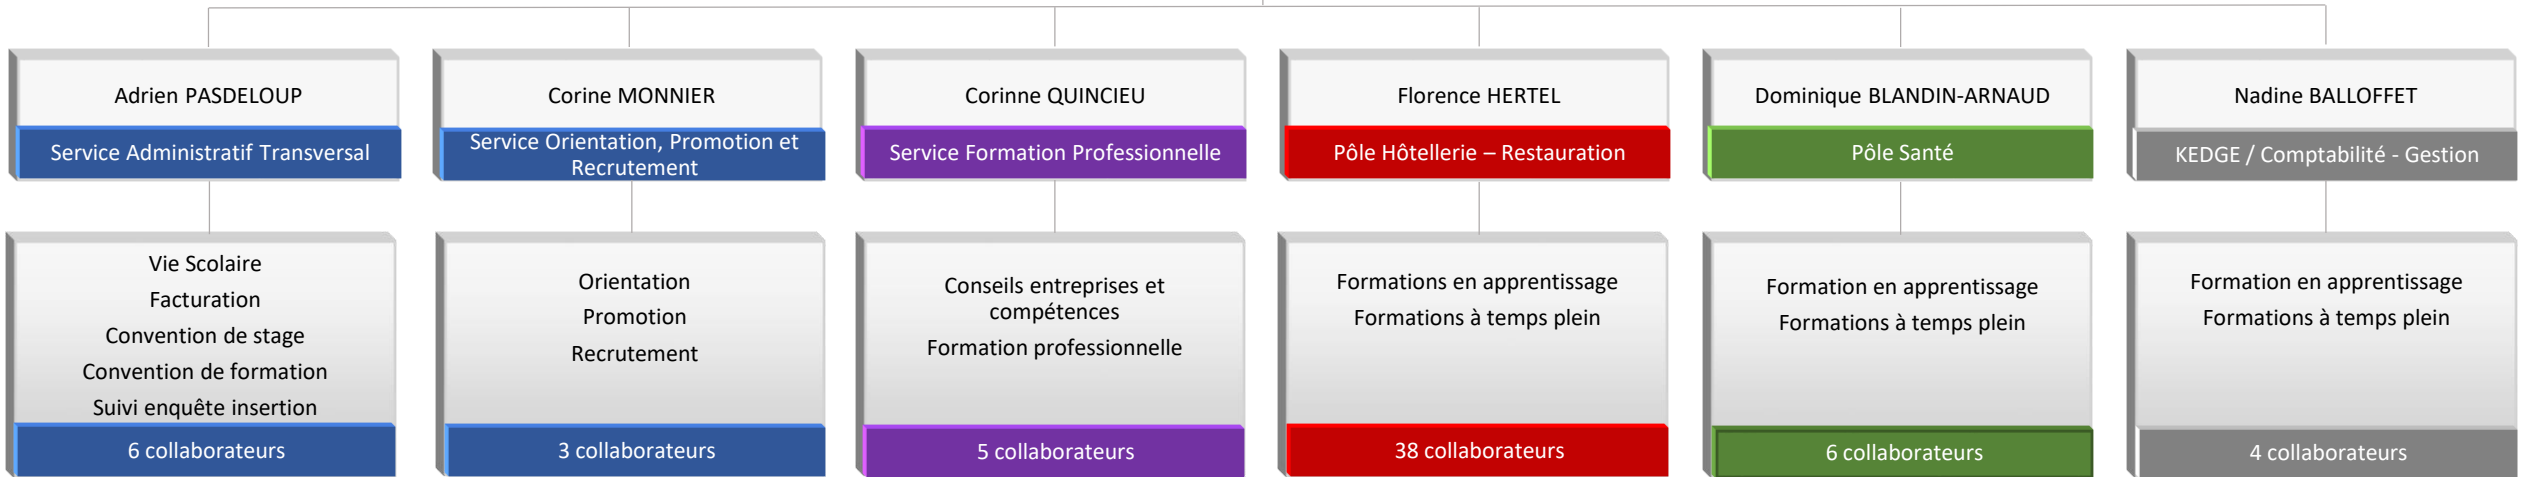 Adrien PASDELOUP
Service Administratif Transversal
Vie Scolaire
Facturation
Convention de stage
Convention de formation
Suivi enquête insertion
6 collaborateurs
Corine MONNIER
Service Orientation, Promotion et
Recrutement
Orientation
Promotion
Recrutement
3 collaborateurs
Corinne QUINCIEU
Service Formation Professionnelle
Conseils entreprises et
compétences
Formation professionnelle
5 collaborateurs
Florence HERTEL
Pôle Hôtellerie – Restauration
Formations en apprentissage
Formations à temps plein
38 collaborateurs
Dominique BLANDIN-ARNAUD
Pôle Santé
Formation en apprentissage
Formations à temps plein
6 collaborateurs
Nadine BALLOFFET
KEDGE / Comptabilité - Gestion
Formation en apprentissage
Formations à temps plein
4 collaborateurs